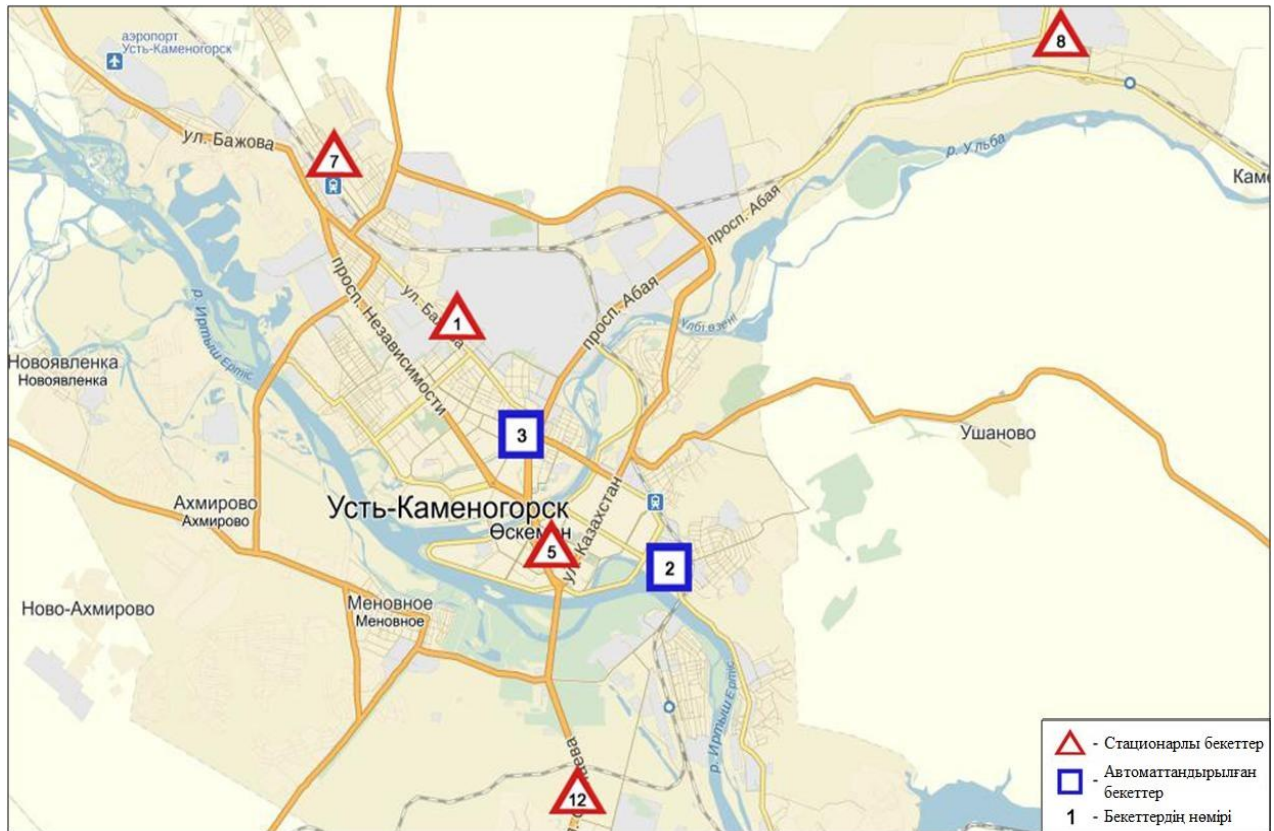 аэропорт
Усть-Каменогорск
8
ул. Бажова
7
р. Ульба
просп. Абая
р. Иртыш Ертіс
просп. Независимости
ул. Бажова
1
просп. Абая
Үлбі өзені
Новоявленка
Новоявленка
3
Ушаново
Усть-Каменогорск
Өскемен
Ахмирово
Ахмирово
5
ул. Казахстан
2
Ново-Ахмирово
Меновное
Меновное
р. Иртыш Ертіс
12
- Стационарлы бекеттер
- Автоматтандырылған
бекеттер
1 - Бекеттердің нөмірі